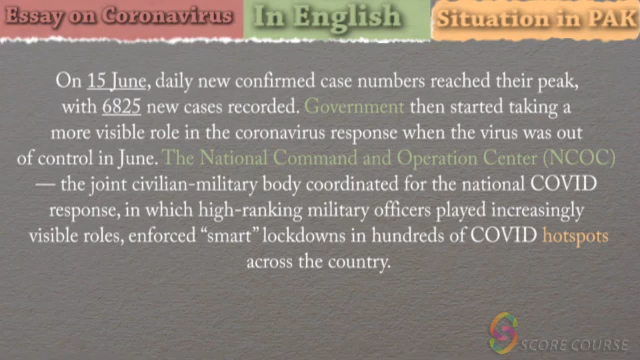 Essay on Coronavirus
In English
Situation in PAK
On 15 June, daily new confirmed case numbers reached their peak,
with 6825 new cases recorded. Government then started taking a
more visible role in the coronavirus response when the virus was out
of control in June. The National Command and Operation Center (NCOC)
— the joint civilian-military body coordinated for the national COVID
response, in which high-ranking military officers played increasingly
visible roles, enforced “smart” lockdowns in hundreds of COVID hotspots
across the country.
SCORE COURSE